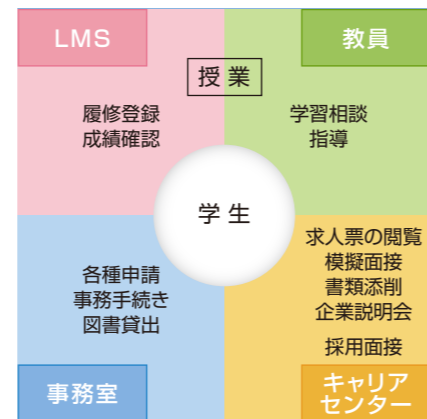 LMS
教員
授業
履修登録
成績確認
学習相談
指導
学生
各種申請
事務手続き
図書貸出
求人票の閲覧
模擬面接
書類添削
企業説明会
採用面接
事務室
キャリア
センター